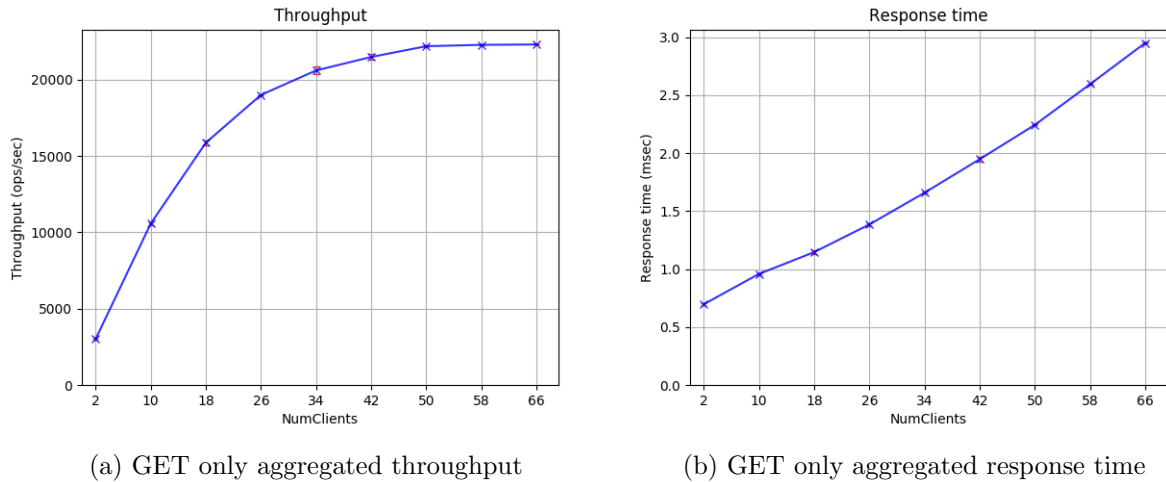 Throughput
Throughput (ops/sec)
20000
15000
10000
5000
0
2 10 18 26 34 42 50 58 66
NumClients
(a) GET only aggregated throughput
Response time
Response time (msec)
3.0
2.5
2.0
1.5
1.0
0.5
0.0
2 10 18 26 34 42 50 58 66
NumClients
(b) GET only aggregated response time